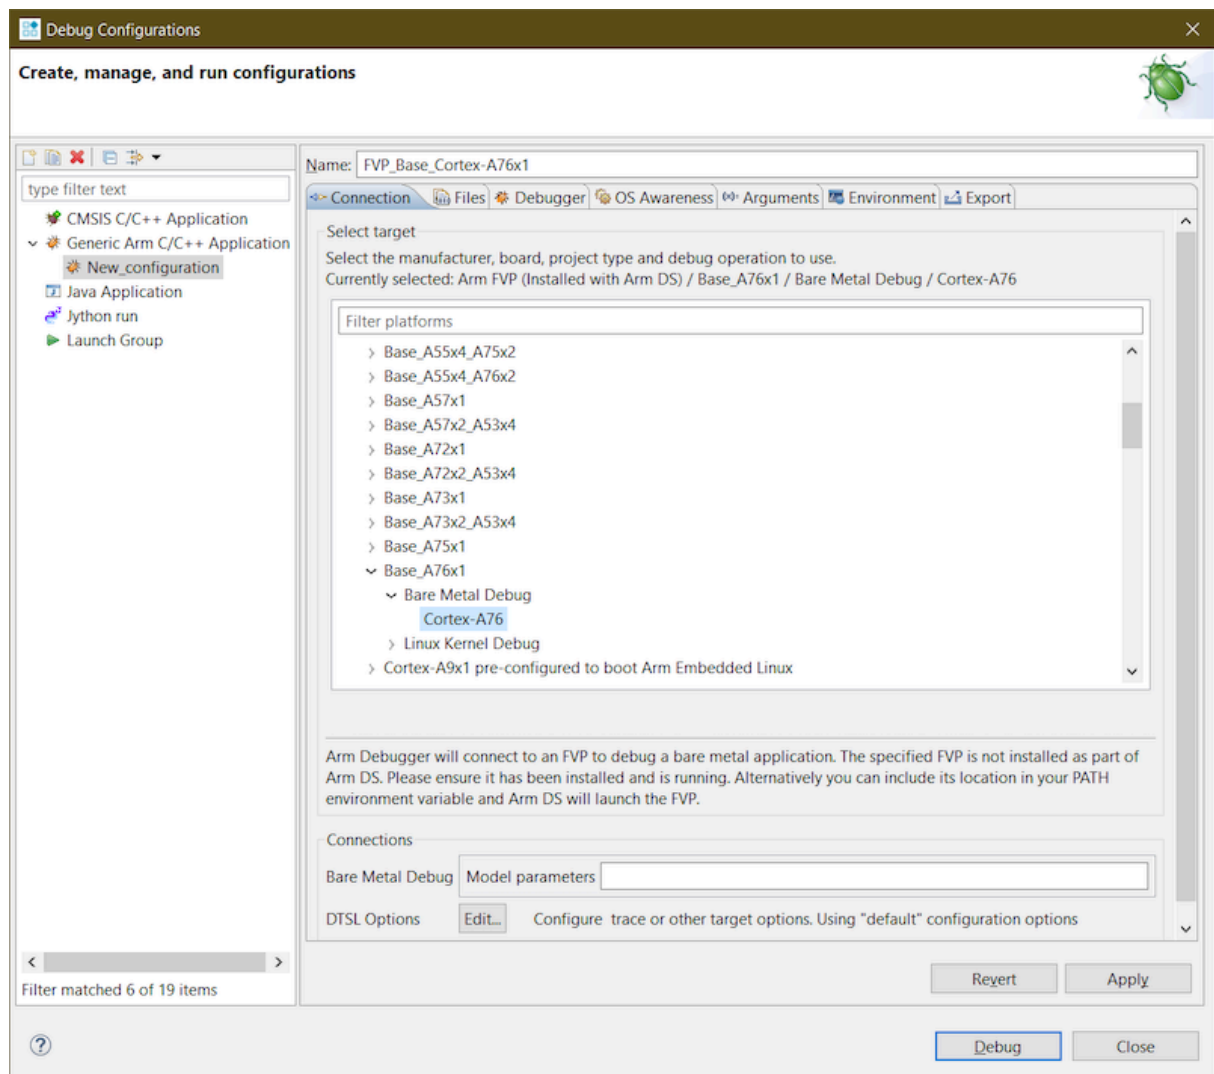 Debug Configurations
Create, manage, and run configurations
type filter text
CMSIS C/C++ Application
Generic Arm C/C++ Application
New_configuration
Java Application
Jython run
Launch Group
Filter matched 6 of 19 items
Name: FVP_Base_Cortex-A76x1
Connection Files Debugger OS Awareness Arguments Environment Export
Select target
Select the manufacturer, board, project type and debug operation to use.
Currently selected: Arm FVP (Installed with Arm DS) / Base_A76x1 / Bare Metal Debug / Cortex-A76
Filter platforms
Base_A55x4_A75x2
Base_A55x4_A76x2
Base_A57x1
Base_A57x2_A53x4
Base_A72x1
Base_A72x2_A53x4
Base_A73x1
Base_A73x2_A53x4
Base_A75x1
Base_A76x1
Bare Metal Debug
Cortex-A76
Linux Kernel Debug
Cortex-A9x1 pre-configured to boot Arm Embedded Linux
Arm Debugger will connect to an FVP to debug a bare metal application. The specified FVP is not installed as part of
Arm DS. Please ensure it has been installed and is running. Alternatively you can include its location in your PATH
environment variable and Arm DS will launch the FVP.
Connections
Bare Metal Debug Model parameters
DTSL Options Edit... Configure trace or other target options. Using "default" configuration options
Revert Apply
Debug Close